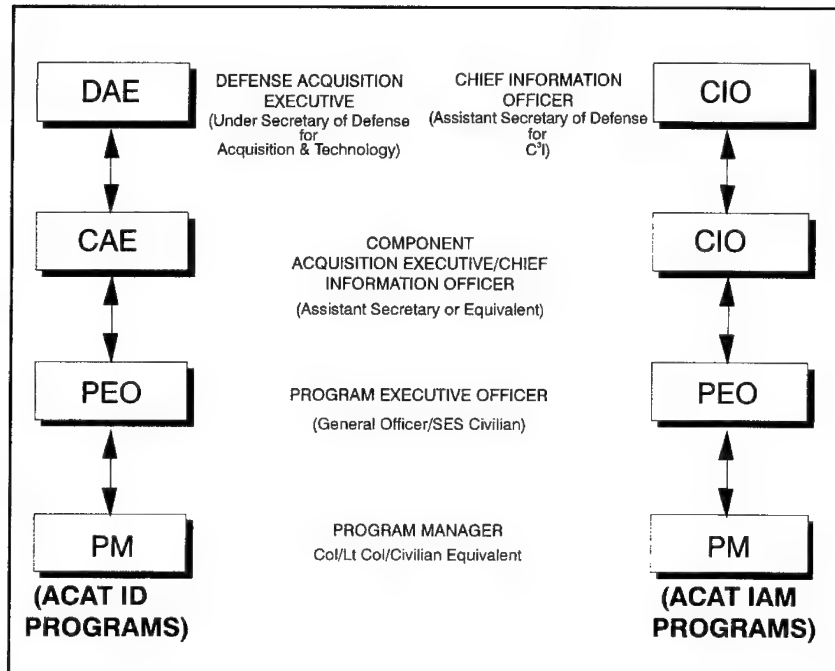 DAE
DEFENSE ACQUISITION
EXECUTIVE
(Under Secretary of Defense
for
Acquisition & Technology)
CHIEF INFORMATION
OFFICER
(Assistant Secretary of Defense
for
C³I)
CIO
CAE
COMPONENT
ACQUISITION EXECUTIVE/CHIEF
INFORMATION OFFICER
(Assistant Secretary or Equivalent)
CIO
PEO
PROGRAM EXECUTIVE OFFICER
(General Officer/SES Civilian)
PEO
PM
PROGRAM MANAGER
Col/Lt Col/Civilian Equivalent
PM
(ACAT ID
PROGRAMS)
(ACAT IAM
PROGRAMS)